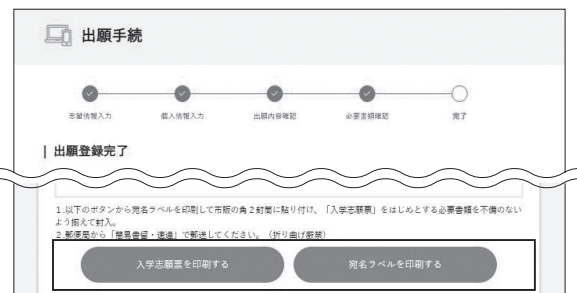 出願手続
志望情報入力 個人情報入力 出願内容確認 必要書類確認 完了
出願登録完了
1.以下のボタンから宛名ラベルを印刷して市販の角2封筒に貼り付け、「入学志願票」をはじめとする必要書類を不備のない
よう揃えて封入。
2.郵便局から「簡易書留・速達」で郵送してください。（折り曲げ厳禁）
入学志願票を印刷する 宛名ラベルを印刷する